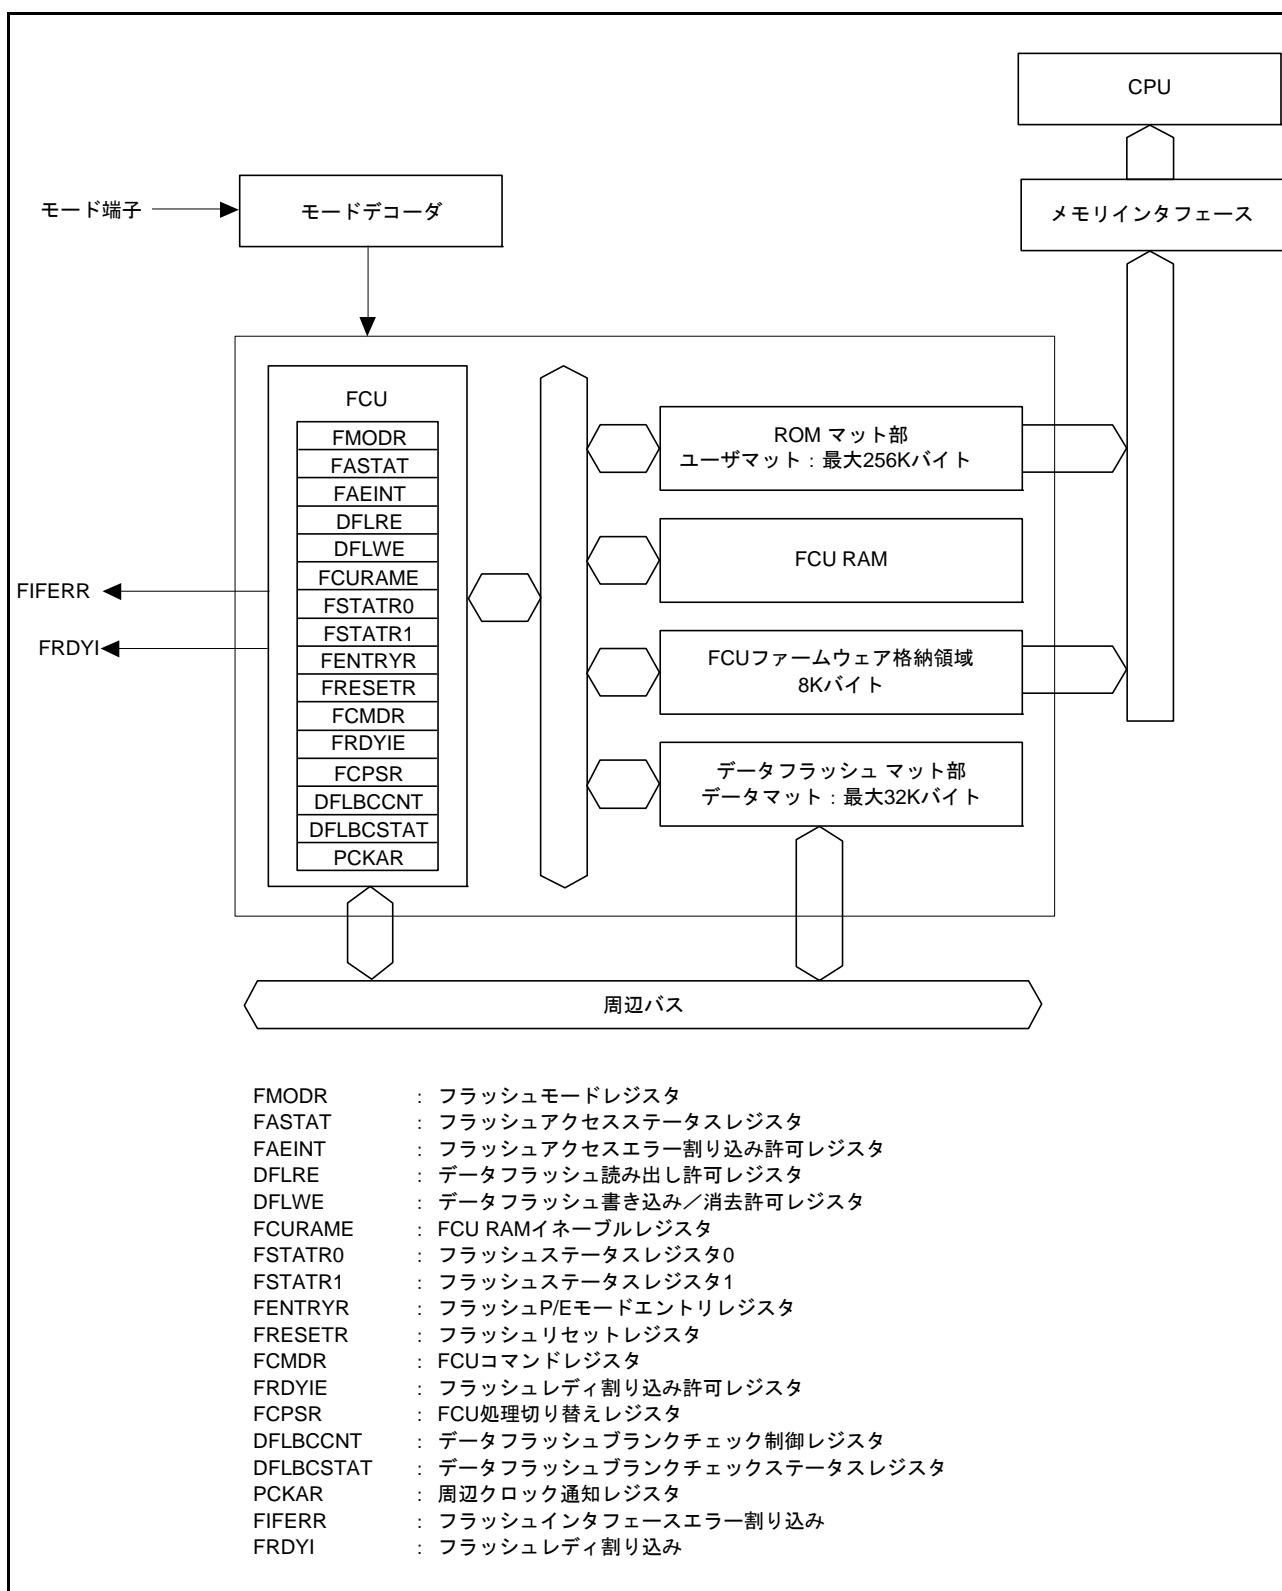 CPU
モード端子
モードデコーダ
メモリインタフェース
FCU
FMODR
FASTAT
FAEINT
DFLRE
DFLWE
FCURAME
FSTATR0
FSTATR1
FENTRYR
FRESETR
FCMDR
FRDYIE
FCPSR
DFLBCCNT
DFLBCSTAT
PCKAR
FIFERR
FRDYI
ROM マット部
ユーザマット：最大256Kバイト
FCU RAM
FCUファームウェア格納領域
8Kバイト
データフラッシュ マット部
データマット：最大32Kバイト
周辺バス
FMODR : フラッシュモードレジスタ
FASTAT : フラッシュアクセスステータスレジスタ
FAEINT : フラッシュアクセスエラー割り込み許可レジスタ
DFLRE : データフラッシュ読み出し許可レジスタ
DFLWE : データフラッシュ書き込み／消去許可レジスタ
FCURAME : FCU RAMイネーブルレジスタ
FSTATR0 : フラッシュステータスレジスタ0
FSTATR1 : フラッシュステータスレジスタ1
FENTRYR : フラッシュP/Eモードエントリレジスタ
FRESETR : フラッシュリセットレジスタ
FCMDR : FCUコマンドレジスタ
FRDYIE : フラッシュレディ割り込み許可レジスタ
FCPSR : FCU処理切り替えレジスタ
DFLBCCNT : データフラッシュブランクチェック制御レジスタ
DFLBCSTAT : データフラッシュブランクチェックステータスレジスタ
PCKAR : 周辺クロック通知レジスタ
FIFERR : フラッシュインタフェースエラー割り込み
FRDYI : フラッシュレディ割り込み